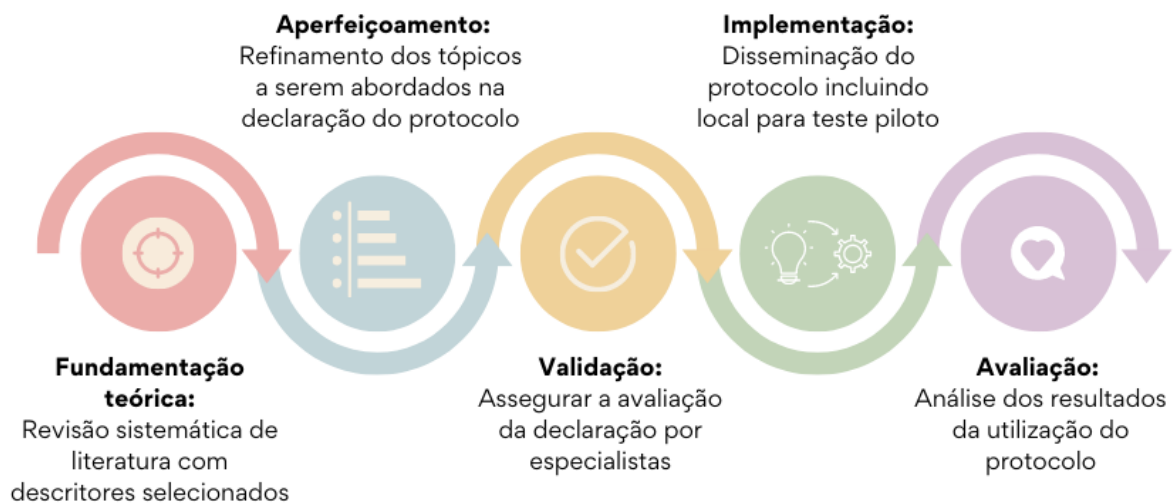 Aperfeiçoamento:
Refinamento dos tópicos
a serem abordados na
declaração do protocolo
Implementação:
Disseminação do
protocolo incluindo
local para teste piloto
Fundamentação
teórica:
Revisão sistemática de
literatura com
descritores selecionados
Validação:
Assegurar a avaliação
da declaração por
especialistas
Avaliação:
Análise dos resultados
da utilização do
protocolo